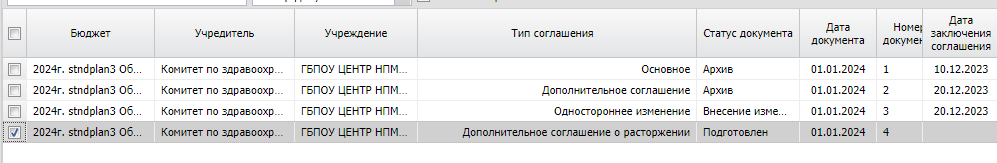 Бюджет Учредитель Учреждение Тип соглашения Статус документа Дата документа Номер докумен Дата заключения соглашения
2024г. stndplan3 Об... Комитет по здравоохр... ГБПОУ ЦЕНТР НПМ... Основное Архив 01.01.2024 1 10.12.2023
2024г. stndplan3 Об... Комитет по здравоохр... ГБПОУ ЦЕНТР НПМ... Дополнительное соглашение Архив 01.01.2024 2 20.12.2023
2024г. stndplan3 Об... Комитет по здравоохр... ГБПОУ ЦЕНТР НПМ... Одностороннее изменение Внесение изме... 01.01.2024 3 20.12.2023
2024г. stndplan3 Об... Комитет по здравоохр... ГБПОУ ЦЕНТР НПМ... Дополнительное соглашение о расторжении Подготовлен 01.01.2024 4